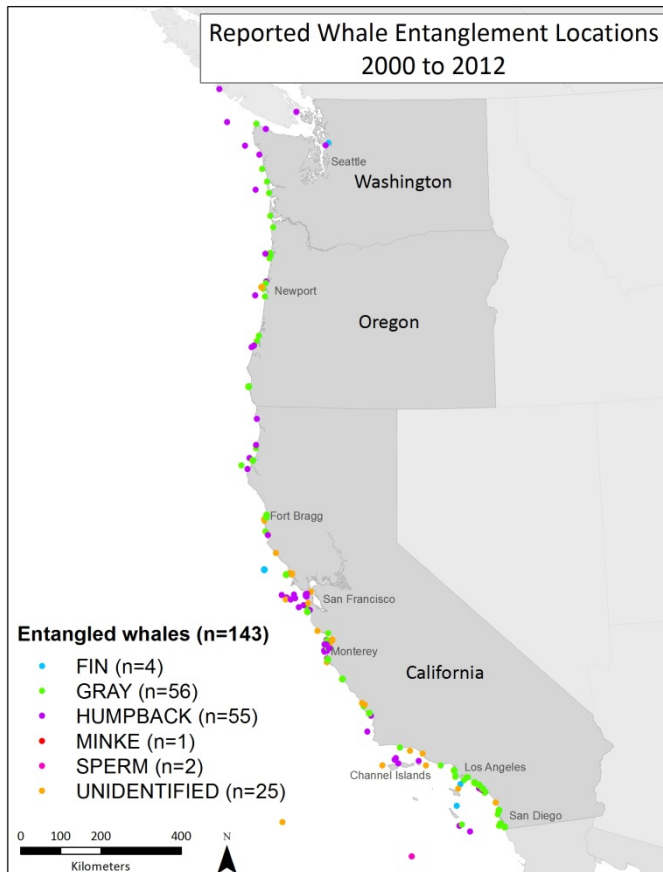 Reported Whale Entanglement Locations
2000 to 2012
Seattle
Washington
Newport
Oregon
Fort Bragg
San Francisco
Monterey
California
Channel Islands
Los Angeles
San Diego
Entangled whales (n=143)
FIN (n=4)
GRAY (n=56)
HUMPBACK (n=55)
MINKE (n=1)
SPERM (n=2)
UNIDENTIFIED (n=25)
0 100 200 400
Kilometers
N